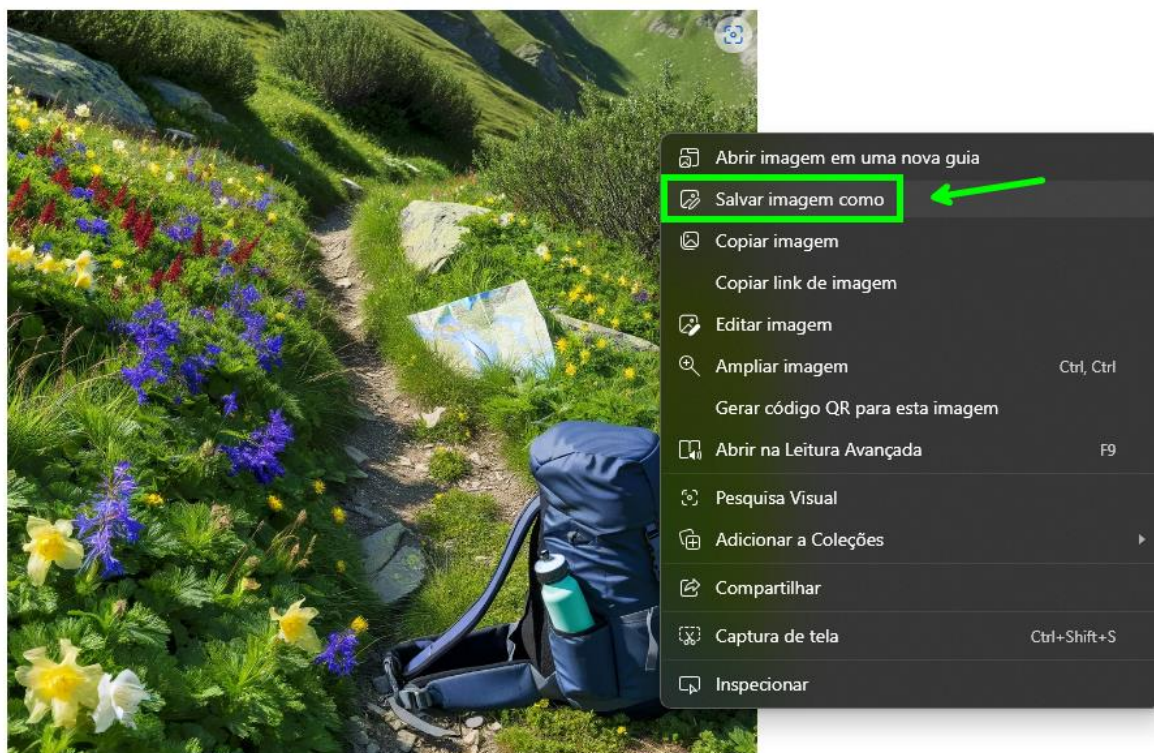 Abrir imagem em uma nova guia
Salvar imagem como
Copiar imagem
Copiar link de imagem
Editar imagem
Ampliar imagem Ctrl, Ctrl
Gerar código QR para esta imagem
Abrir na Leitura Avançada F9
Pesquisa Visual
Adicionar a Coleções
Compartilhar
Captura de tela Ctrl+Shift+S
Inspecionar